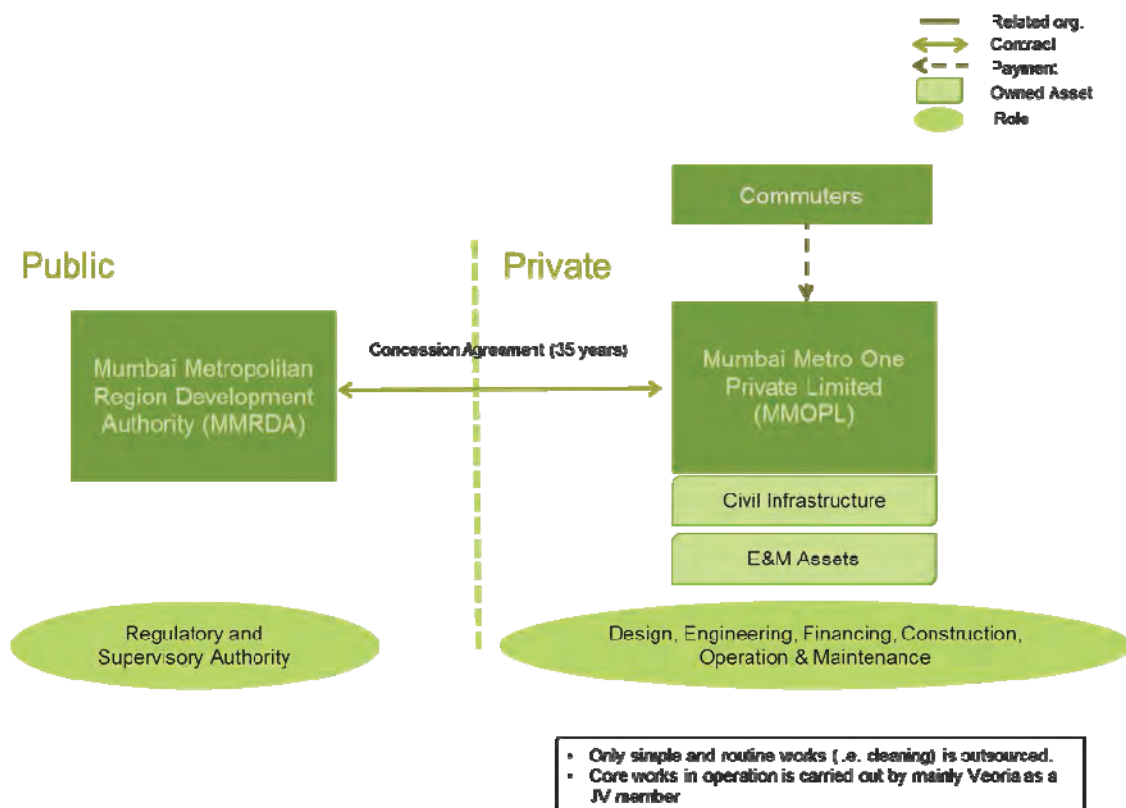 Related org.
Contract
Payment
Owned Asset
Role
Commuters
Public
Private
Concession Agreement (35 years)
Mumbai Metropolitan
Region Development
Authority (MMRDA)
Mumbai Metro One
Private Limited
(MMOPL)
Civil Infrastructure
E&M Assets
Regulatory and
Supervisory Authority
Design, Engineering, Financing, Construction,
Operation & Maintenance
• Only simple and routine works (.e. cleaning) is outsourced.
• Core works in operation is carried out by mainly Veoria as a
JV member